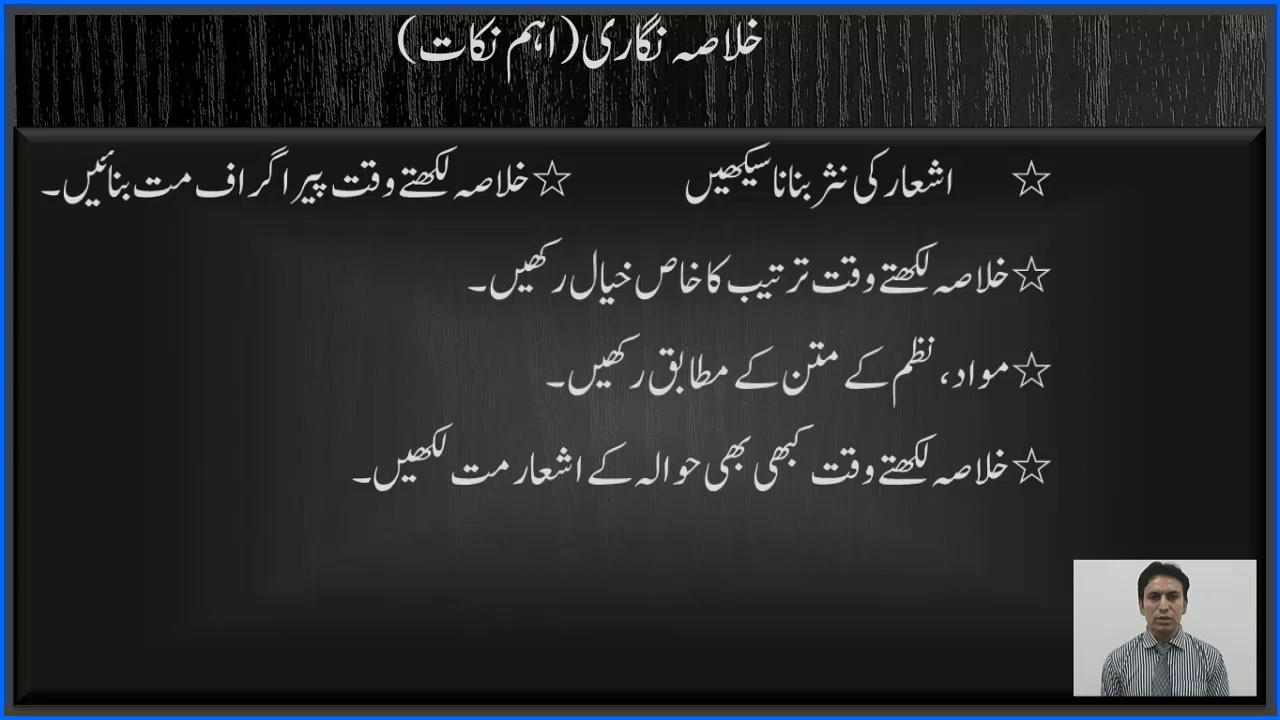 خلاصہ نگاری (اہم نکات)
☆ اشعار کی نثر بنانا سیکھیں ☆ خلاصہ لکھتے وقت پیراگراف مت بنائیں۔
☆ خلاصہ لکھتے وقت ترتیب کا خاص خیال رکھیں۔
☆ مواد، نظم کے متن کے مطابق رکھیں۔
☆ خلاصہ لکھتے وقت کبھی بھی حوالہ کے اشعار مت لکھیں۔